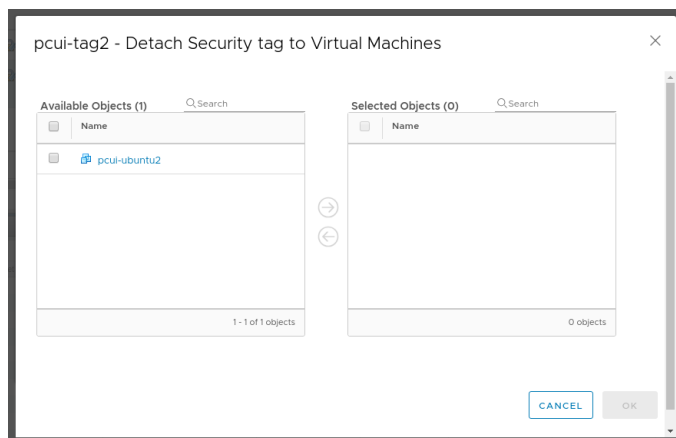 pcui-tag2 - Detach Security tag to Virtual Machines
Available Objects (1)
Search
Name
pcui-ubuntu2
1 - 1 of 1 objects
Selected Objects (0)
Search
Name
0 objects
CANCEL
OK